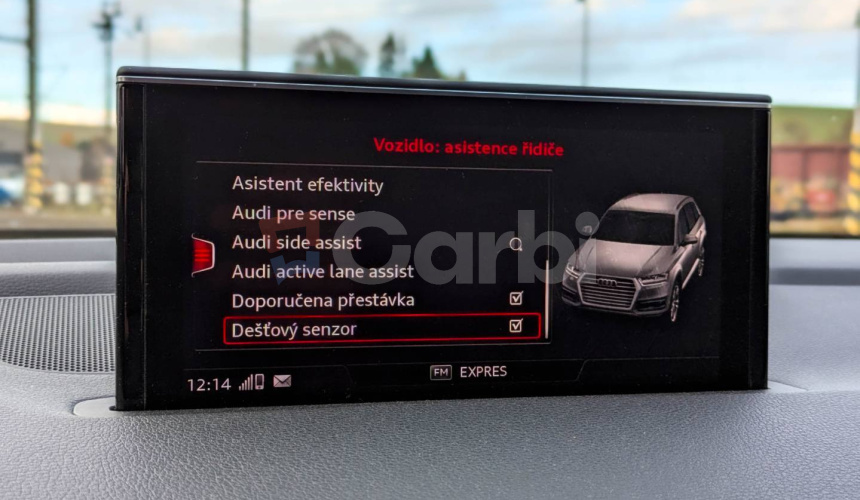 Vozidlo: asistence řidiče
Asistent efektivity
Audi pre sense
Audi side assist
Audi active lane assist
Doporučena přestávka
Dešťový senzor
12:14
FM EXPRES
Carbi